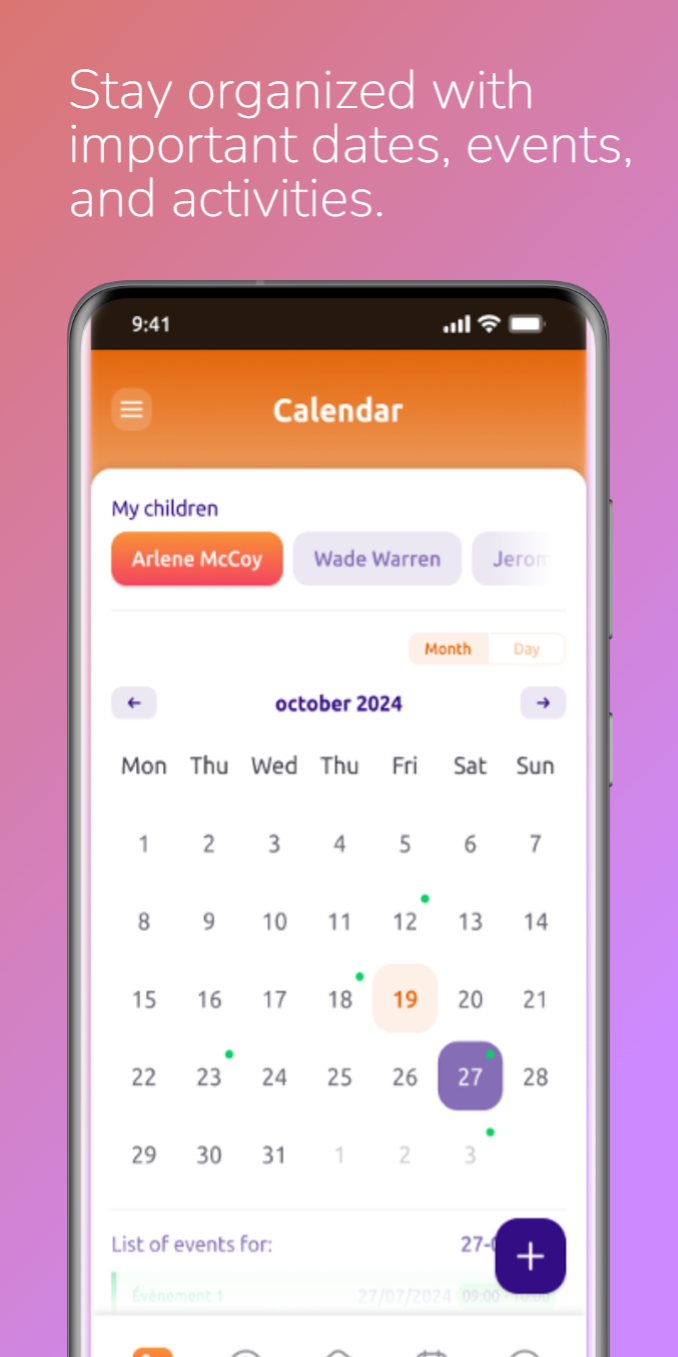 Stay organized with
important dates, events,
and activities.
9:41
Calendar
My children
Arlene McCoy Wade Warren Jerom
Month Day
october 2024
Mon Thu Wed Thu Fri Sat Sun
1 2 3 4 5 6 7
8 9 10 11 12 13 14
15 16 17 18 19 20 21
22 23 24 25 26 27 28
29 30 31 1 2 3
List of events for: 27-0
Évènement 1 27/07/2024 09:00 - 10:00